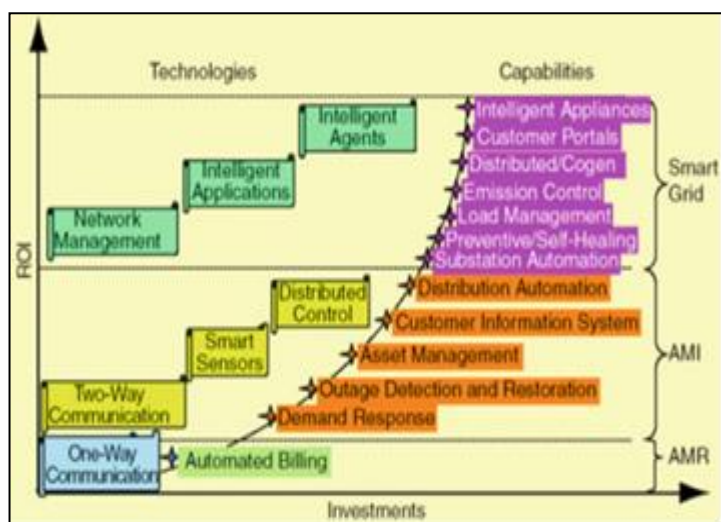 Technologies
Capabilities
Intelligent
Agents
Intelligent
Applications
Network
Management
Intelligent Appliances
Customer Portals
Distributed/Cogen
Emission Control
Load Management
Preventive/Self-Healing
Substation Automation
Smart
Grid
ROI
Distributed
Control
Smart
Sensors
Two-Way
Communication
Distribution Automation
Customer Information System
Asset Management
Outage Detection and Restoration
Demand Response
AMI
One-Way
Communication
Automated Billing
AMR
Investments